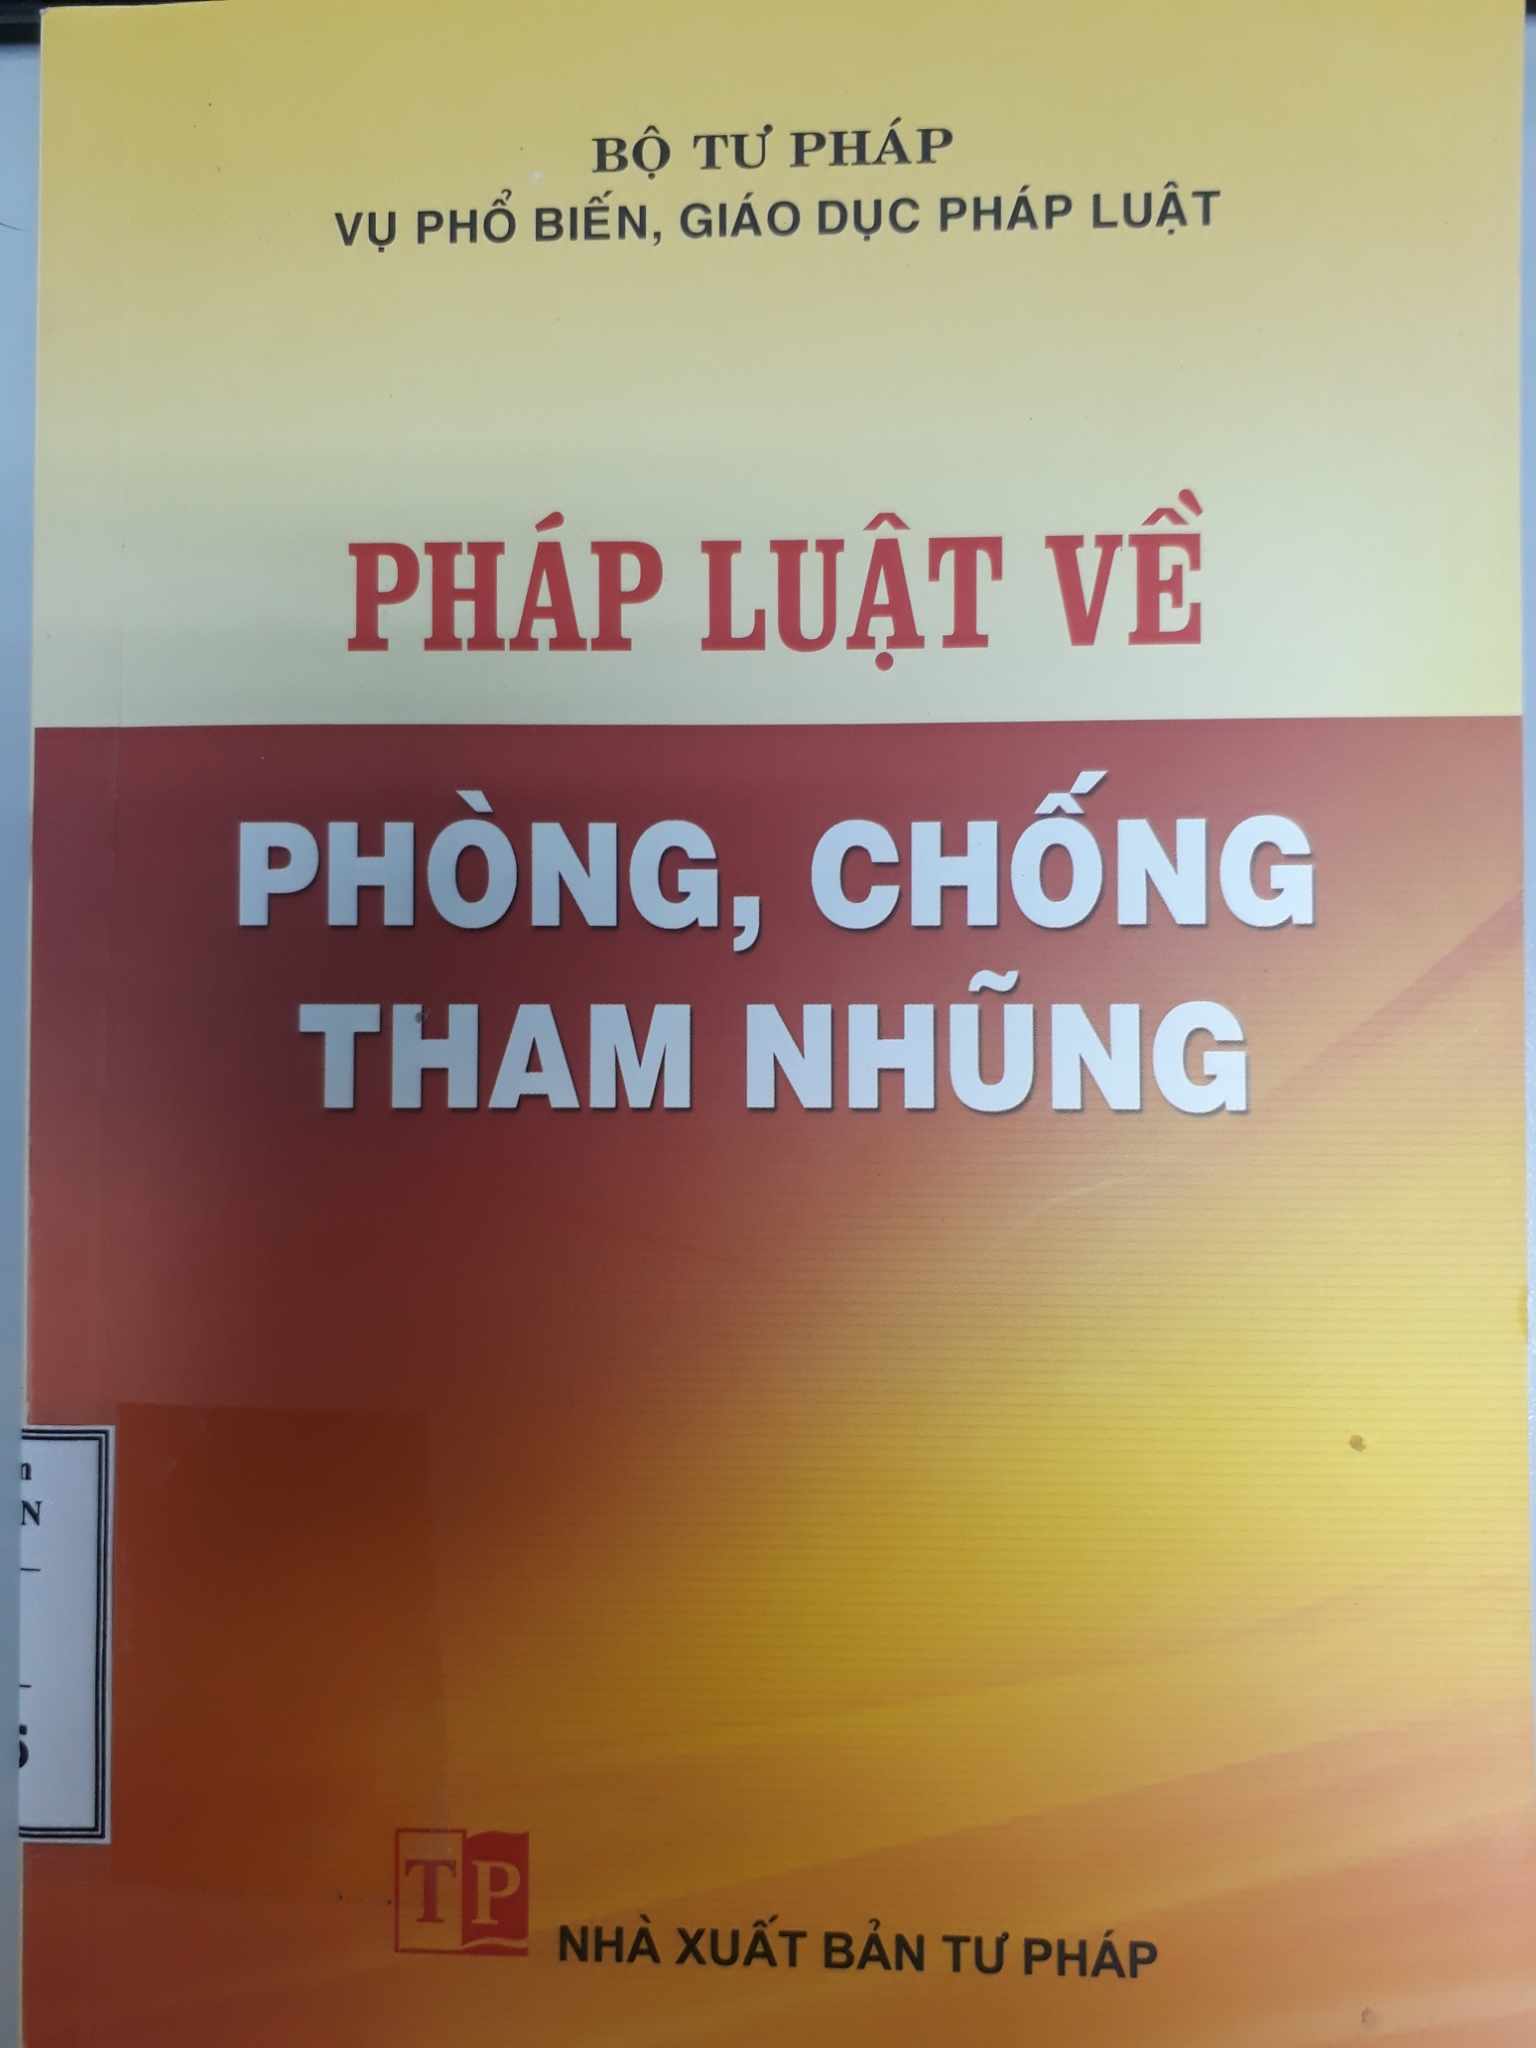 BỘ TƯ PHÁP
VỤ PHỔ BIẾN, GIÁO DỤC PHÁP LUẬT
PHÁP LUẬT VỀ
PHÒNG, CHỐNG
THAM NHŨNG
N
TP
NHÀ XUẤT BẢN TƯ PHÁP